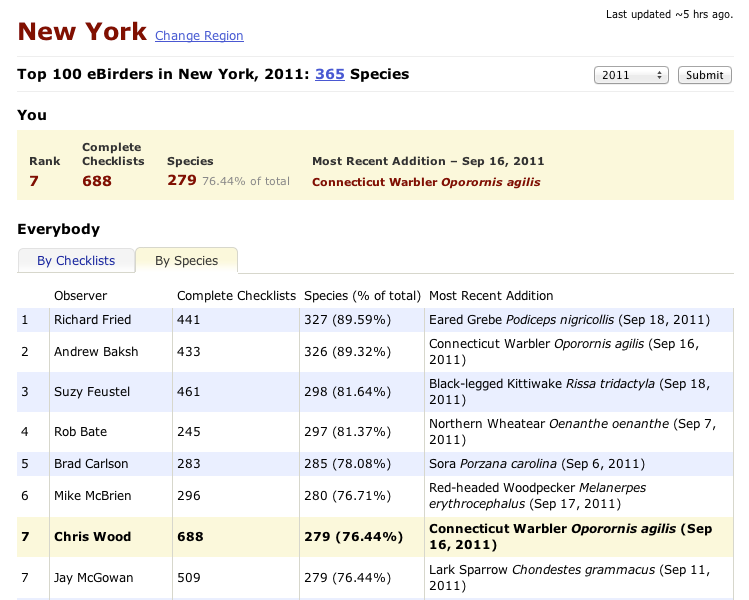 Last updated ~5 hrs ago.
New York Change Region
Top 100 eBirders in New York, 2011: 365 Species 2011 Submit
You
Complete
Rank Checklists Species Most Recent Addition – Sep 16, 2011
7 688 279 76.44% of total Connecticut Warbler Oporornis agilis
Everybody
By Checklists By Species
Observer Complete Checklists Species (% of total) Most Recent Addition
1 Richard Fried 441 327 (89.59%) Eared Grebe Podiceps nigricollis (Sep 18, 2011)
2 Andrew Baksh 433 326 (89.32%) Connecticut Warbler Oporornis agilis (Sep 16,
2011)
3 Suzy Feustel 461 298 (81.64%) Black-legged Kittiwake Rissa tridactyla (Sep 18,
2011)
4 Rob Bate 245 297 (81.37%) Northern Wheatear Oenanthe oenanthe (Sep 7,
2011)
5 Brad Carlson 283 285 (78.08%) Sora Porzana carolina (Sep 6, 2011)
6 Mike McBrien 296 280 (76.71%) Red-headed Woodpecker Melanerpes
erythrocephalus (Sep 17, 2011)
7 Chris Wood 688 279 (76.44%) Connecticut Warbler Oporornis agilis (Sep
16, 2011)
7 Jay McGowan 509 279 (76.44%) Lark Sparrow Chondestes grammacus (Sep 11,
2011)